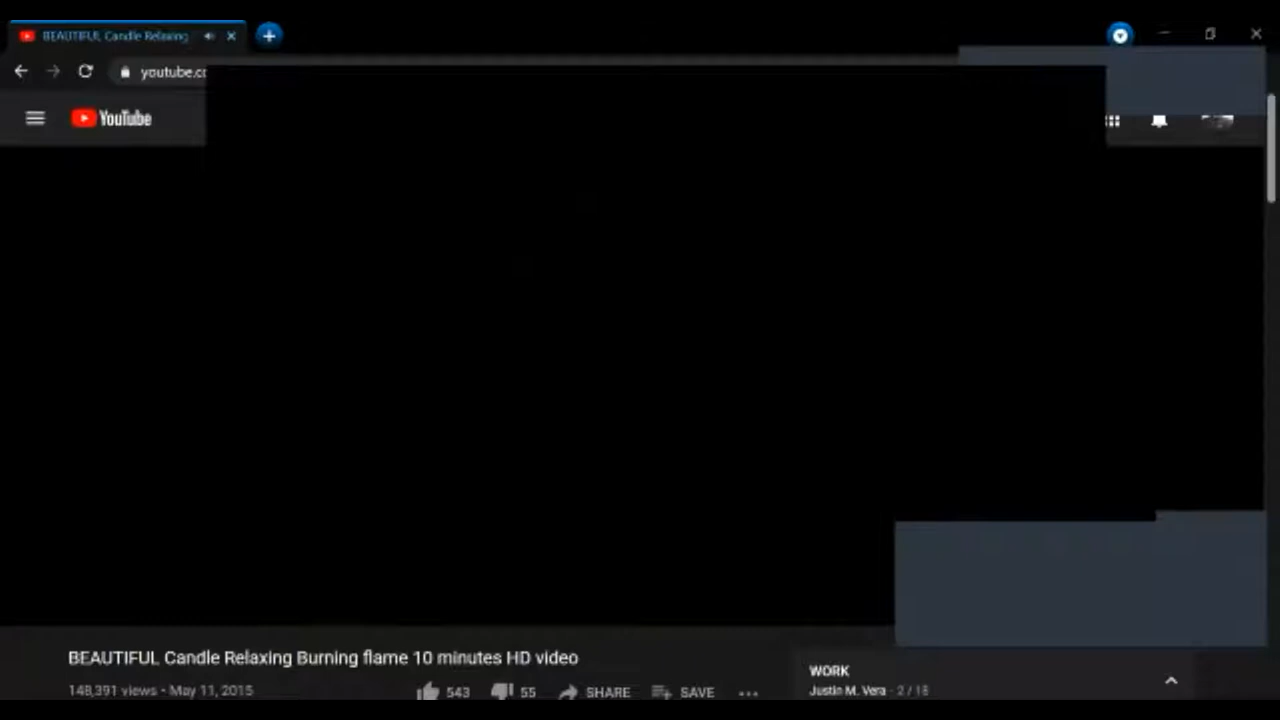 BEAUTIFUL Candle Relaxing
youtube.co
YouTube
BEAUTIFUL Candle Relaxing Burning flame 10 minutes HD video
148,391 views • May 11, 2015
543 55 SHARE SAVE
WORK
Justin M. Vera - 2 / 18